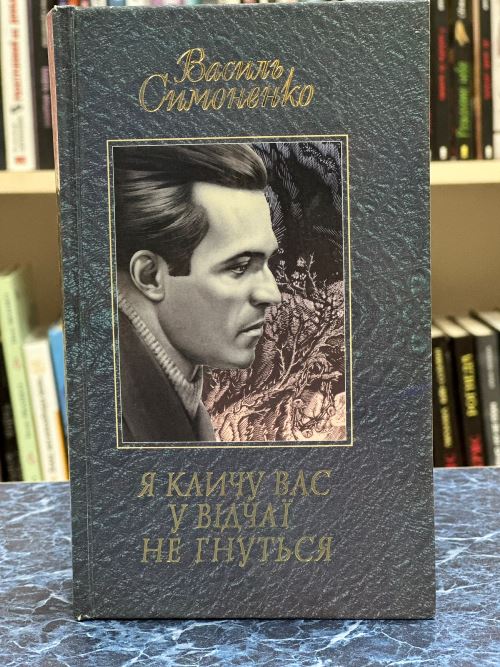 Василь
Симоненко
Я КЛИЧУ ВАС
У ВІДЧАЇ
НЕ ГНУТЬСЯ